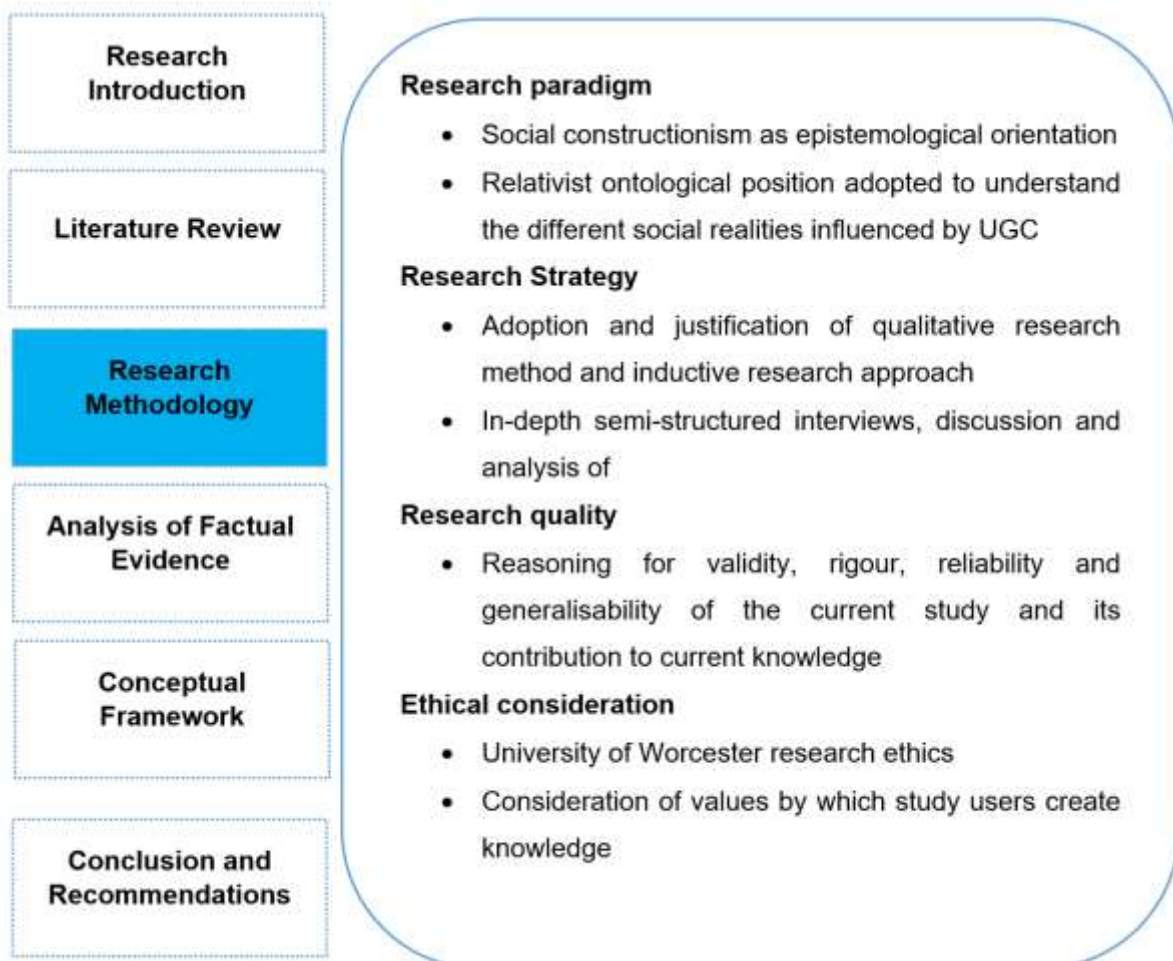 Research
Introduction
Literature Review
Research
Methodology
Analysis of Factual
Evidence
Conceptual
Framework
Conclusion and
Recommendations
Research paradigm
• Social constructionism as epistemological orientation
• Relativist ontological position adopted to understand
the different social realities influenced by UGC
Research Strategy
• Adoption and justification of qualitative research
method and inductive research approach
• In-depth semi-structured interviews, discussion and
analysis of
Research quality
• Reasoning for validity, rigour, reliability and
generalisability of the current study and its
contribution to current knowledge
Ethical consideration
• University of Worcester research ethics
• Consideration of values by which study users create
knowledge